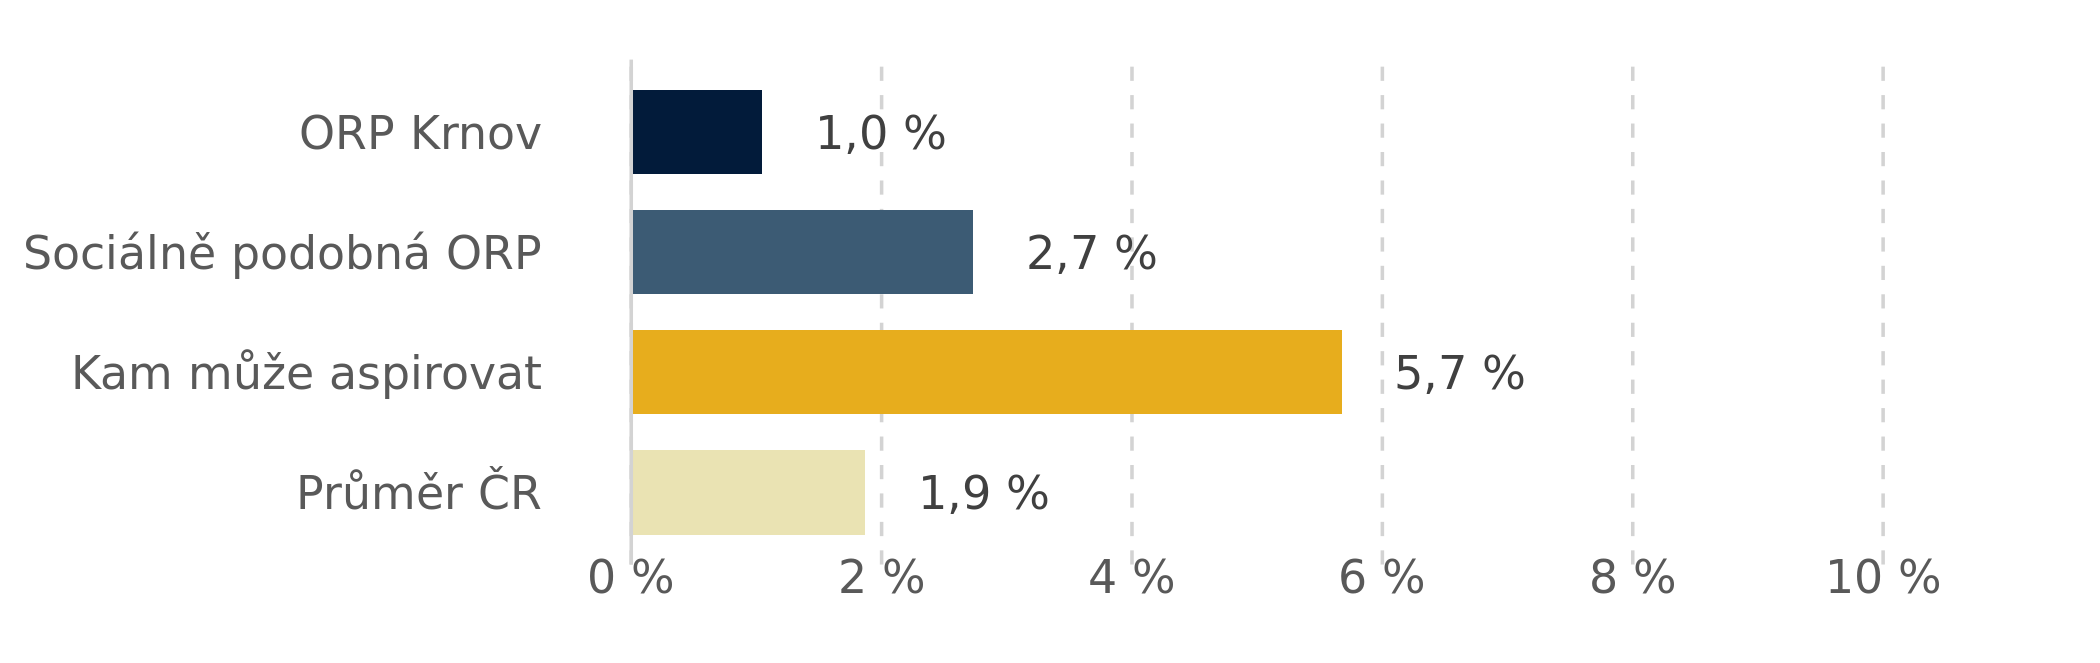 ORP Krnov 1,0 %
Sociálně podobná ORP 2,7 %
Kam může aspirovat 5,7 %
Průměr ČR 1,9 %
0 % 2 % 4 % 6 % 8 % 10 %